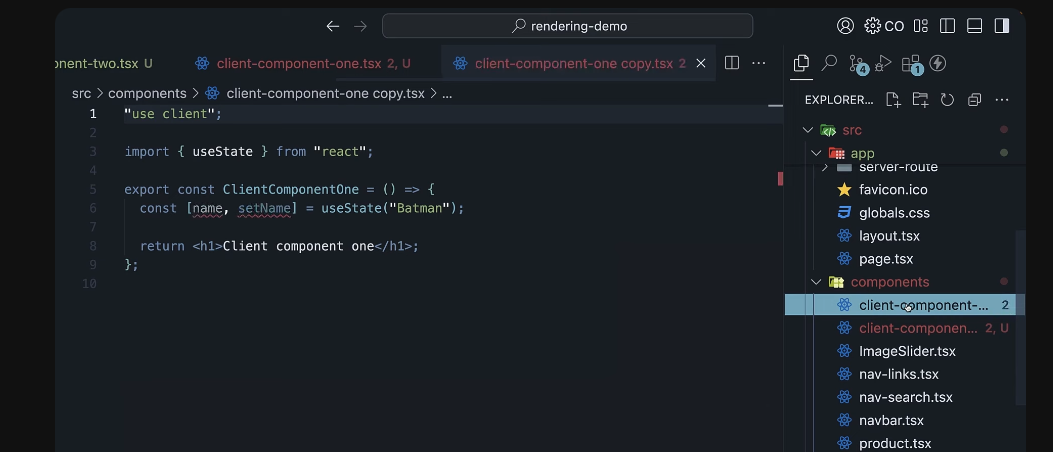 rendering-demo
CO
onent-two.tsx U
client-component-one.tsx 2, U
client-component-one copy.tsx 2
4
1
src > components > client-component-one copy.tsx > ...
EXPLORER...
1 "use client";
2
3 import { useState } from "react";
4
5 export const ClientComponentOne = () => {
6 const [name, setName] = useState("Batman");
7
8 return <h1>Client component one</h1>;
9 };
10
src
app
server-route
favicon.ico
globals.css
layout.tsx
page.tsx
components
client-component-... 2
client-componen... 2, U
ImageSlider.tsx
nav-links.tsx
nav-search.tsx
navbar.tsx
product.tsx